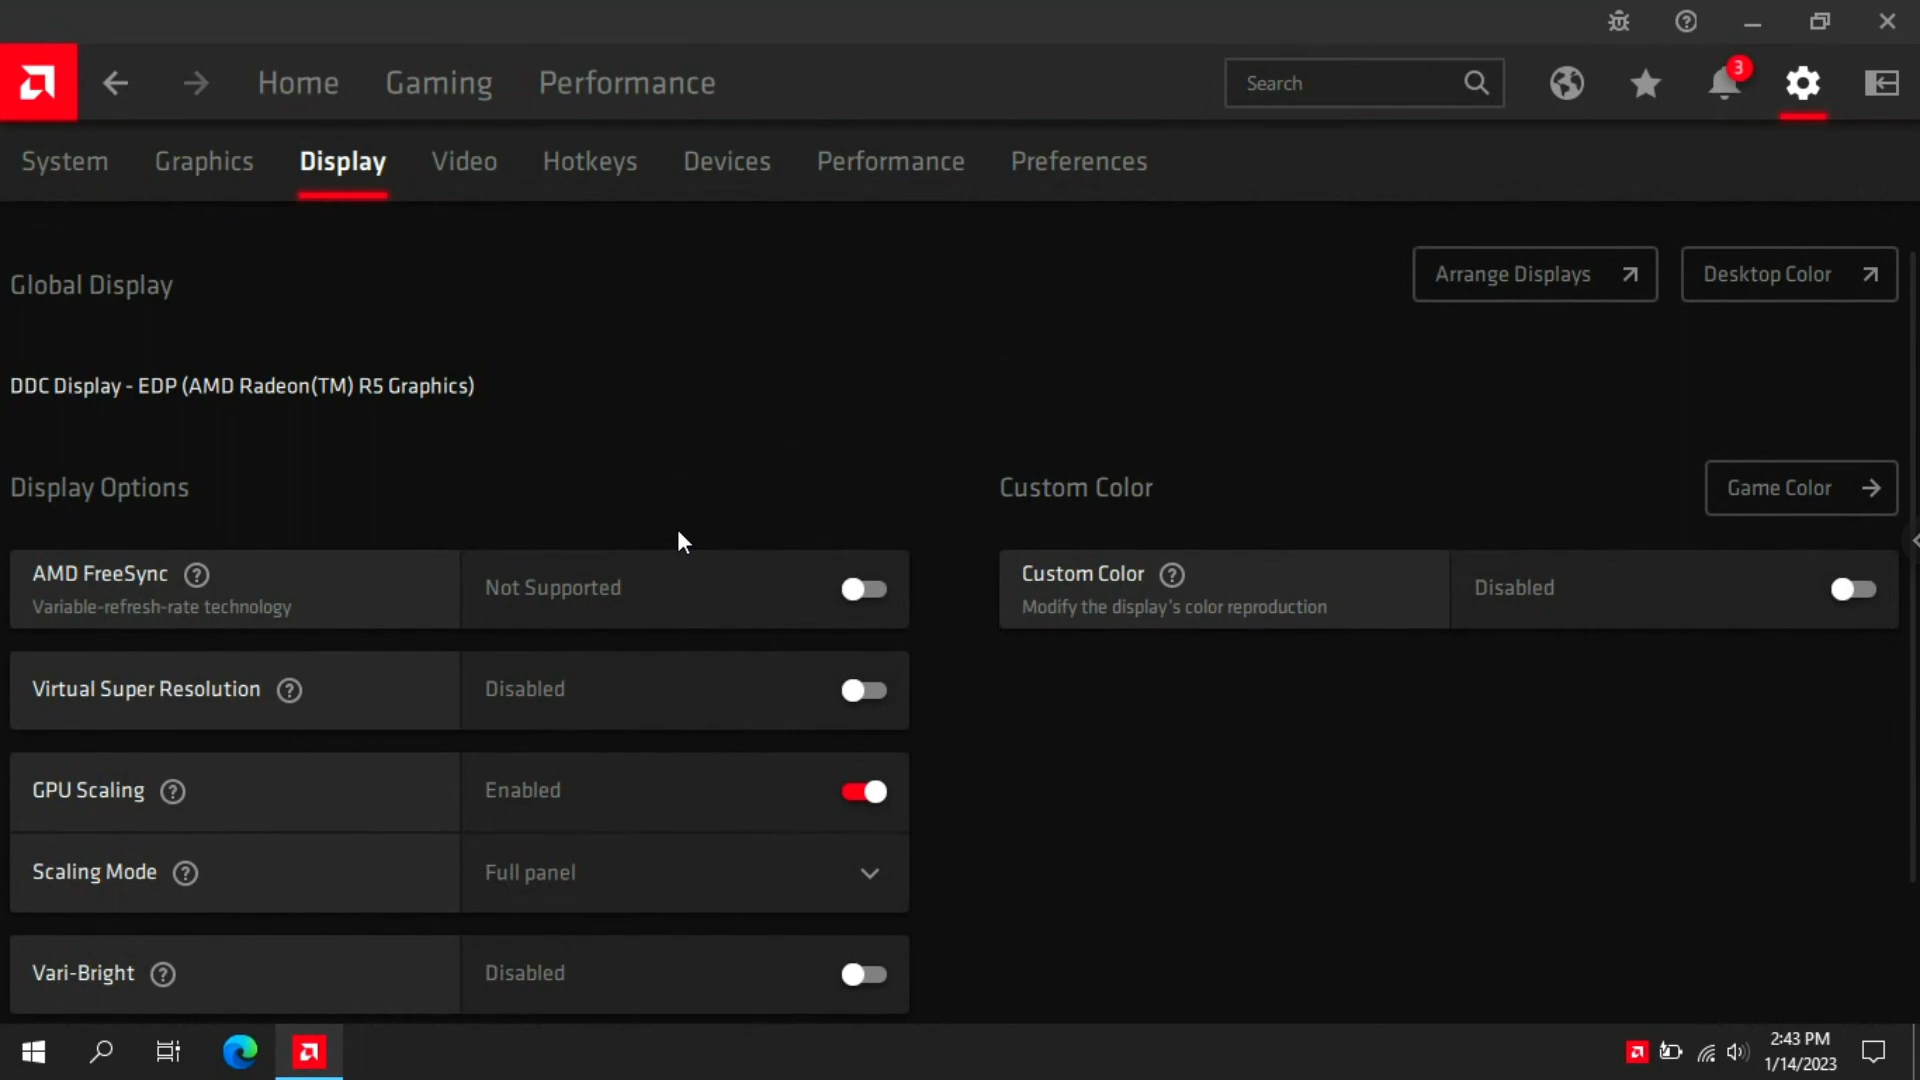 Home Gaming Performance Search 3
System Graphics Display Video Hotkeys Devices Performance Preferences
Global Display Arrange Displays Desktop Color
DDC Display - EDP (AMD Radeon(TM) R5 Graphics)
Display Options Custom Color Game Color
AMD FreeSync ?
Variable-refresh-rate technology
Not Supported
Custom Color ?
Modify the display's color reproduction
Disabled
Virtual Super Resolution ? Disabled
GPU Scaling ? Enabled
Scaling Mode ? Full panel
Vari-Bright ? Disabled
2:43 PM
1/14/2023